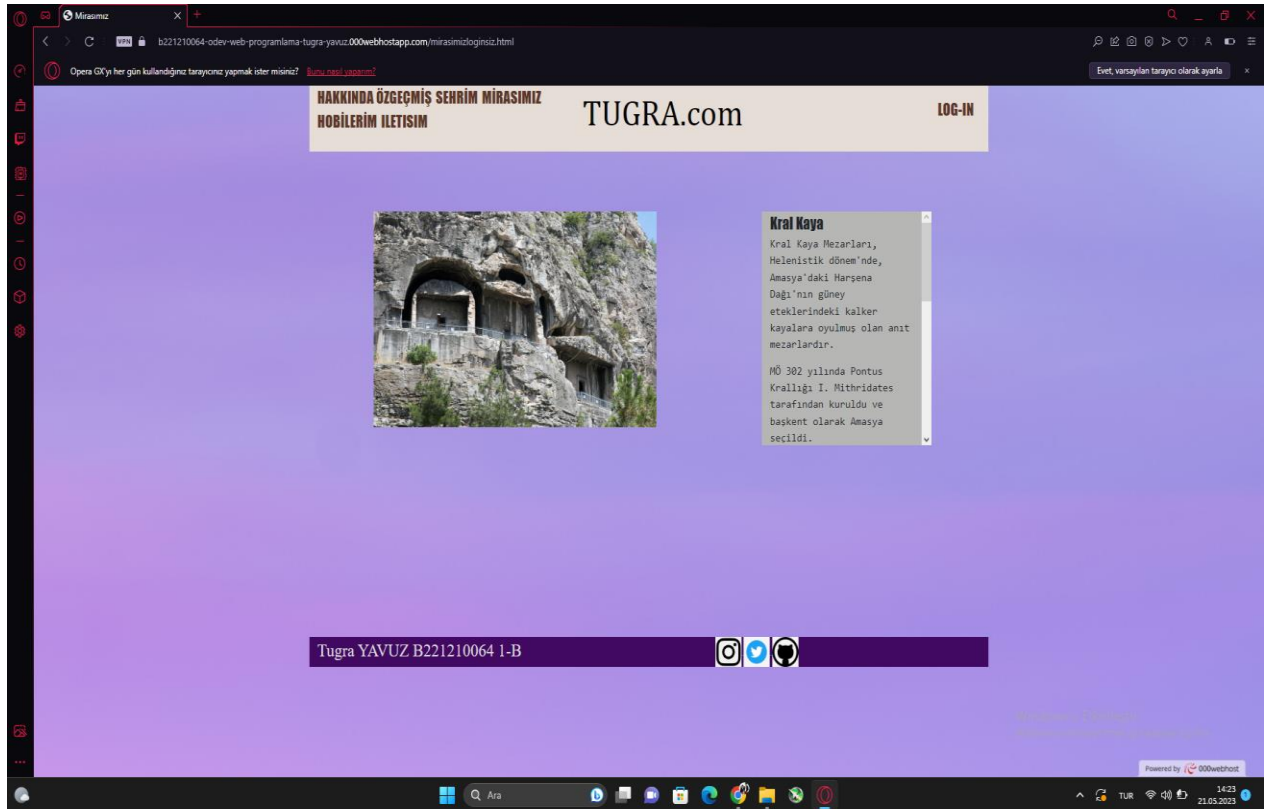 Mirasımız
VPN
b221210064-odev-web-programlama-tugra-yavuz.000webhostapp.com/mirasimizloginsiz.html
Opera GX'yı her gün kullandığınız tarayıcınız yapmak ister misiniz? Bunu nasıl yaparım?
Evet, varsayılan tarayıcı olarak ayarla
HAKKINDA ÖZGEÇMİŞ SEHRİM MİRASIMIZ
HOBİLERİM ILETISIM
TUGRA.com
LOG-IN
Kral Kaya
Kral Kaya Mezarları,
Helenistik dönem'nde,
Amasya'daki Harşena
Dağı'nın güney
eteklerindeki kalker
kayalara oyulmuş olan anıt
mezarlardır.
MÖ 302 yılında Pontus
Krallığı I. Mithridates
tarafından kuruldu ve
başkent olarak Amasya
seçildi.
Tugra YAVUZ B221210064 1-B
Powered by 000webhost
Ara
TUR
14:23
21.05.2023
1